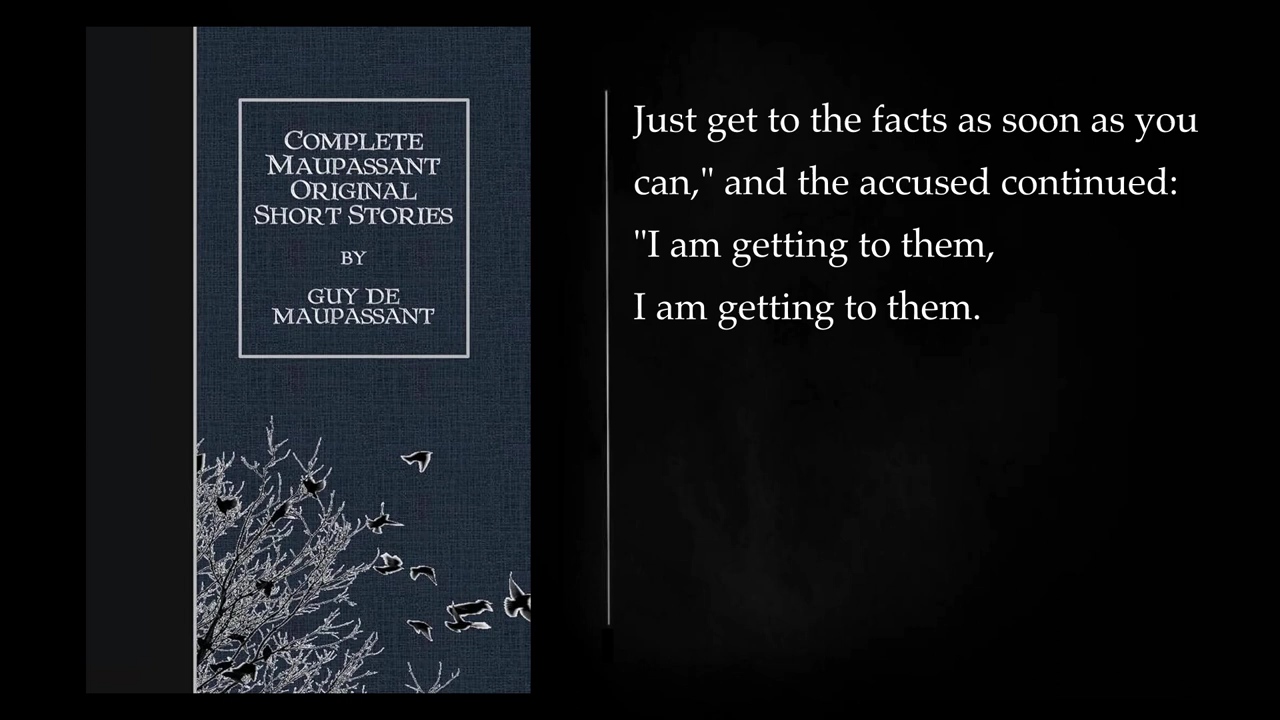 COMPLETE
MAUPASSANT
ORIGINAL
SHORT STORIES
BY
GUY DE
MAUPASSANT
Just get to the facts as soon as you
can," and the accused continued:
"I am getting to them,
I am getting to them.